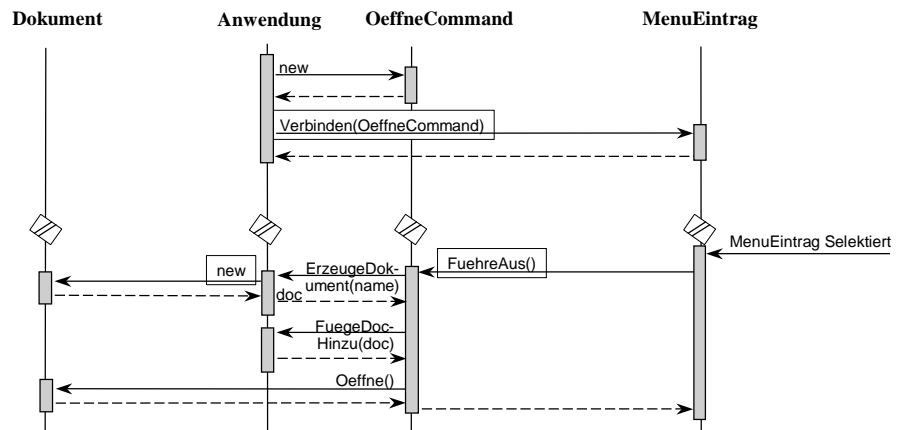 Dokument
Anwendung
OeffneCommand
MenuEintrag
new
Verbinden(OeffneCommand)
MenuEintrag Selektiert
FuehreAus()
ErzeugeDok-
ument(name)
new
doc
FuegeDoc-
Hinzu(doc)
Oeffne()